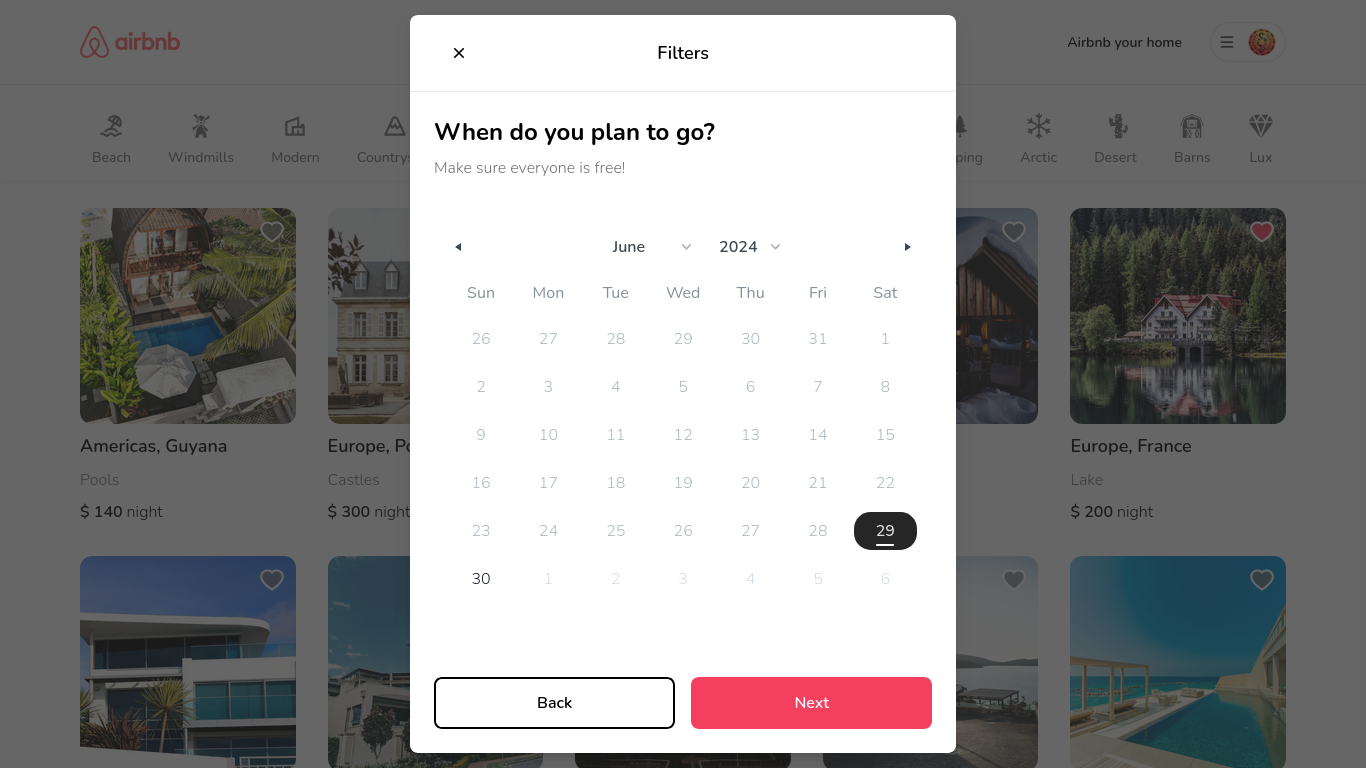 airbnb
Filters
Airbnb your home
Beach
Windmills
Modern
Countrys
ping
Arctic
Desert
Barns
Lux
When do you plan to go?
Make sure everyone is free!
June
2024
Sun Mon Tue Wed Thu Fri Sat
26 27 28 29 30 31 1
2 3 4 5 6 7 8
9 10 11 12 13 14 15
16 17 18 19 20 21 22
23 24 25 26 27 28 29
30 1 2 3 4 5 6
Back
Next
Americas, Guyana
Pools
$ 140 night
Europe, Po
Castles
$ 300 night
Europe, France
Lake
$ 200 night